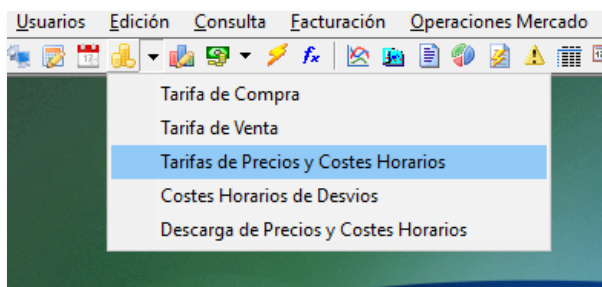 Usuarios Edición Consulta Facturación Operaciones Mercado
fx
Tarifa de Compra
Tarifa de Venta
Tarifas de Precios y Costes Horarios
Costes Horarios de Desvios
Descarga de Precios y Costes Horarios